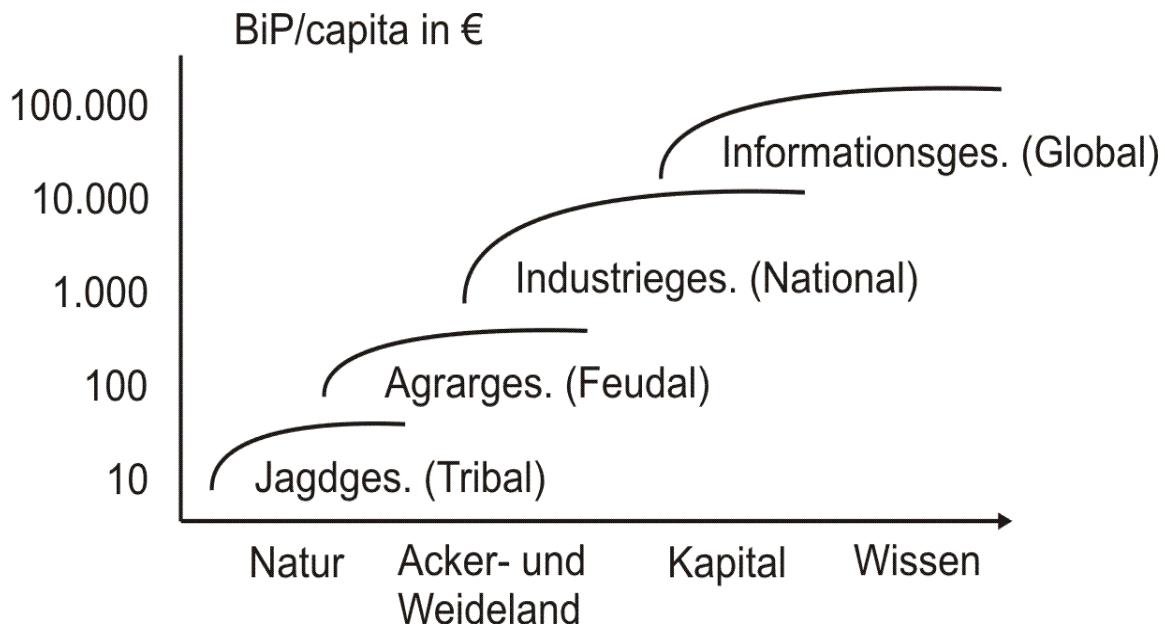 BiP/capita in €
100.000
Informationsges. (Global)
10.000
Industrieges. (National)
1.000
100
Agrarges. (Feudal)
10
Jagdges. (Tribal)
Natur
Acker- und
Weideland
Kapital
Wissen